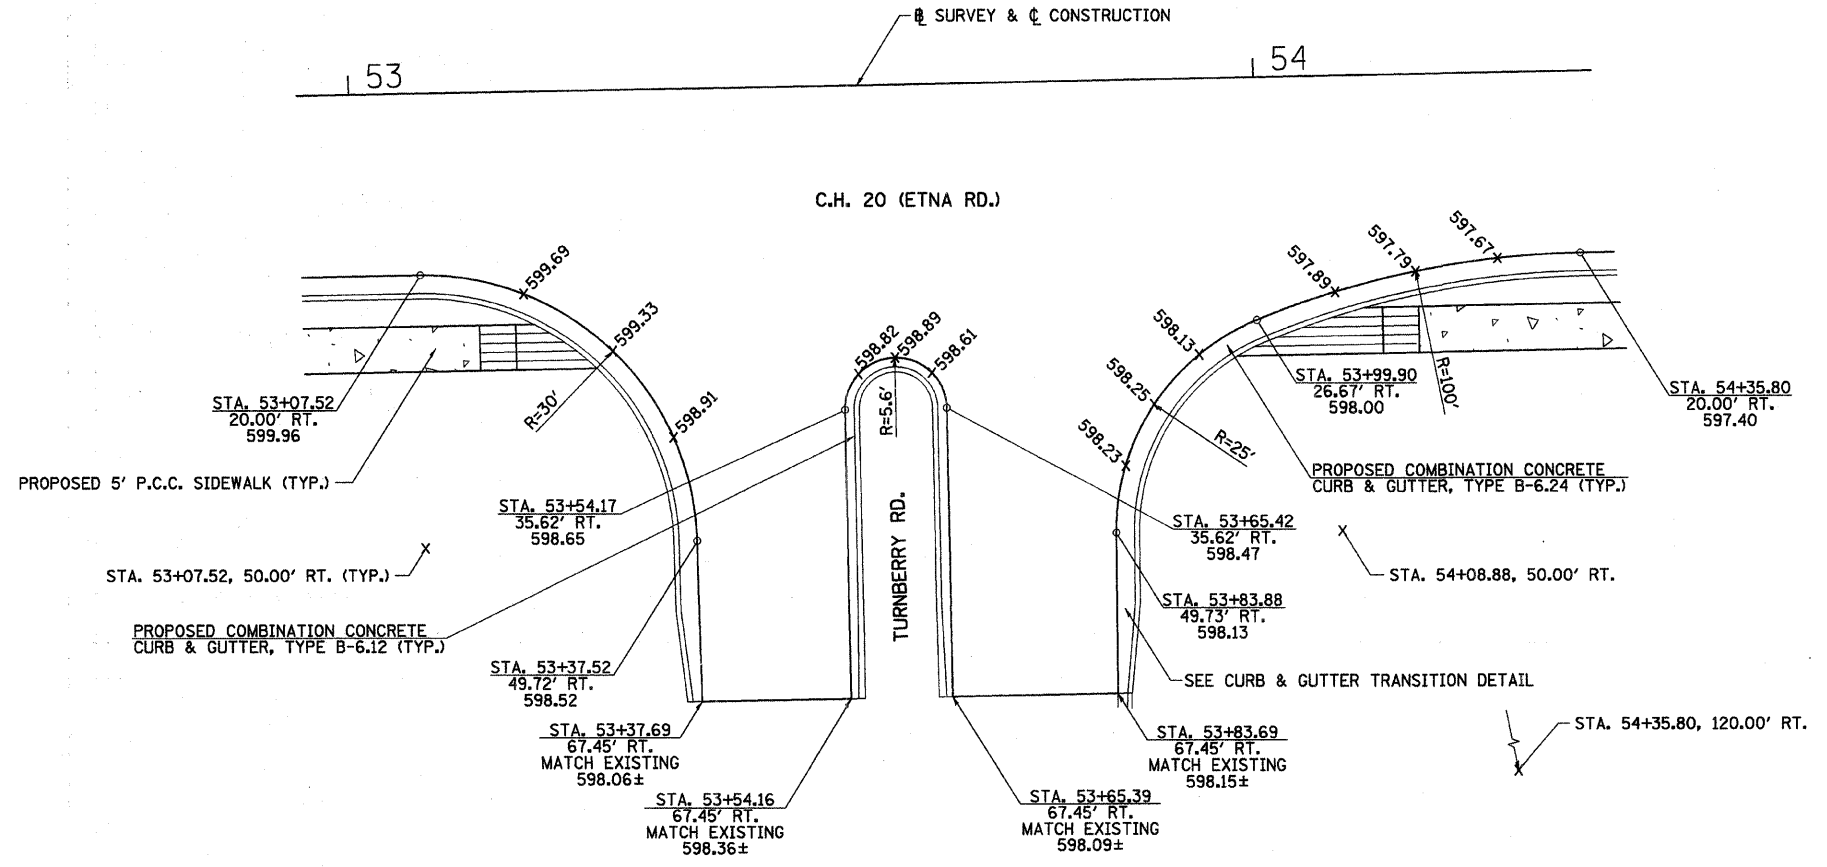 ℄ SURVEY & ℄ CONSTRUCTION
53
54
C.H. 20 (ETNA RD.)
599.69
599.33
598.91
598.82
598.89
598.61
598.23
598.25
598.13
597.89
597.79
597.67
R=30'
R=5.6'
R=25'
R=100'
STA. 53+07.52
20.00' RT.
599.96
STA. 53+99.90
26.67' RT.
598.00
STA. 54+35.80
20.00' RT.
597.40
PROPOSED 5' P.C.C. SIDEWALK (TYP.)
PROPOSED COMBINATION CONCRETE
CURB & GUTTER, TYPE B-6.24 (TYP.)
STA. 53+54.17
35.62' RT.
598.65
STA. 53+65.42
35.62' RT.
598.47
TURNBERRY RD.
STA. 53+07.52, 50.00' RT. (TYP.)
STA. 54+08.88, 50.00' RT.
STA. 53+83.88
49.73' RT.
598.13
PROPOSED COMBINATION CONCRETE
CURB & GUTTER, TYPE B-6.12 (TYP.)
STA. 53+37.52
49.72' RT.
598.52
SEE CURB & GUTTER TRANSITION DETAIL
STA. 54+35.80, 120.00' RT.
STA. 53+37.69
67.45' RT.
MATCH EXISTING
598.06±
STA. 53+83.69
67.45' RT.
MATCH EXISTING
598.15±
STA. 53+54.16
67.45' RT.
MATCH EXISTING
598.36±
STA. 53+65.39
67.45' RT.
MATCH EXISTING
598.09±